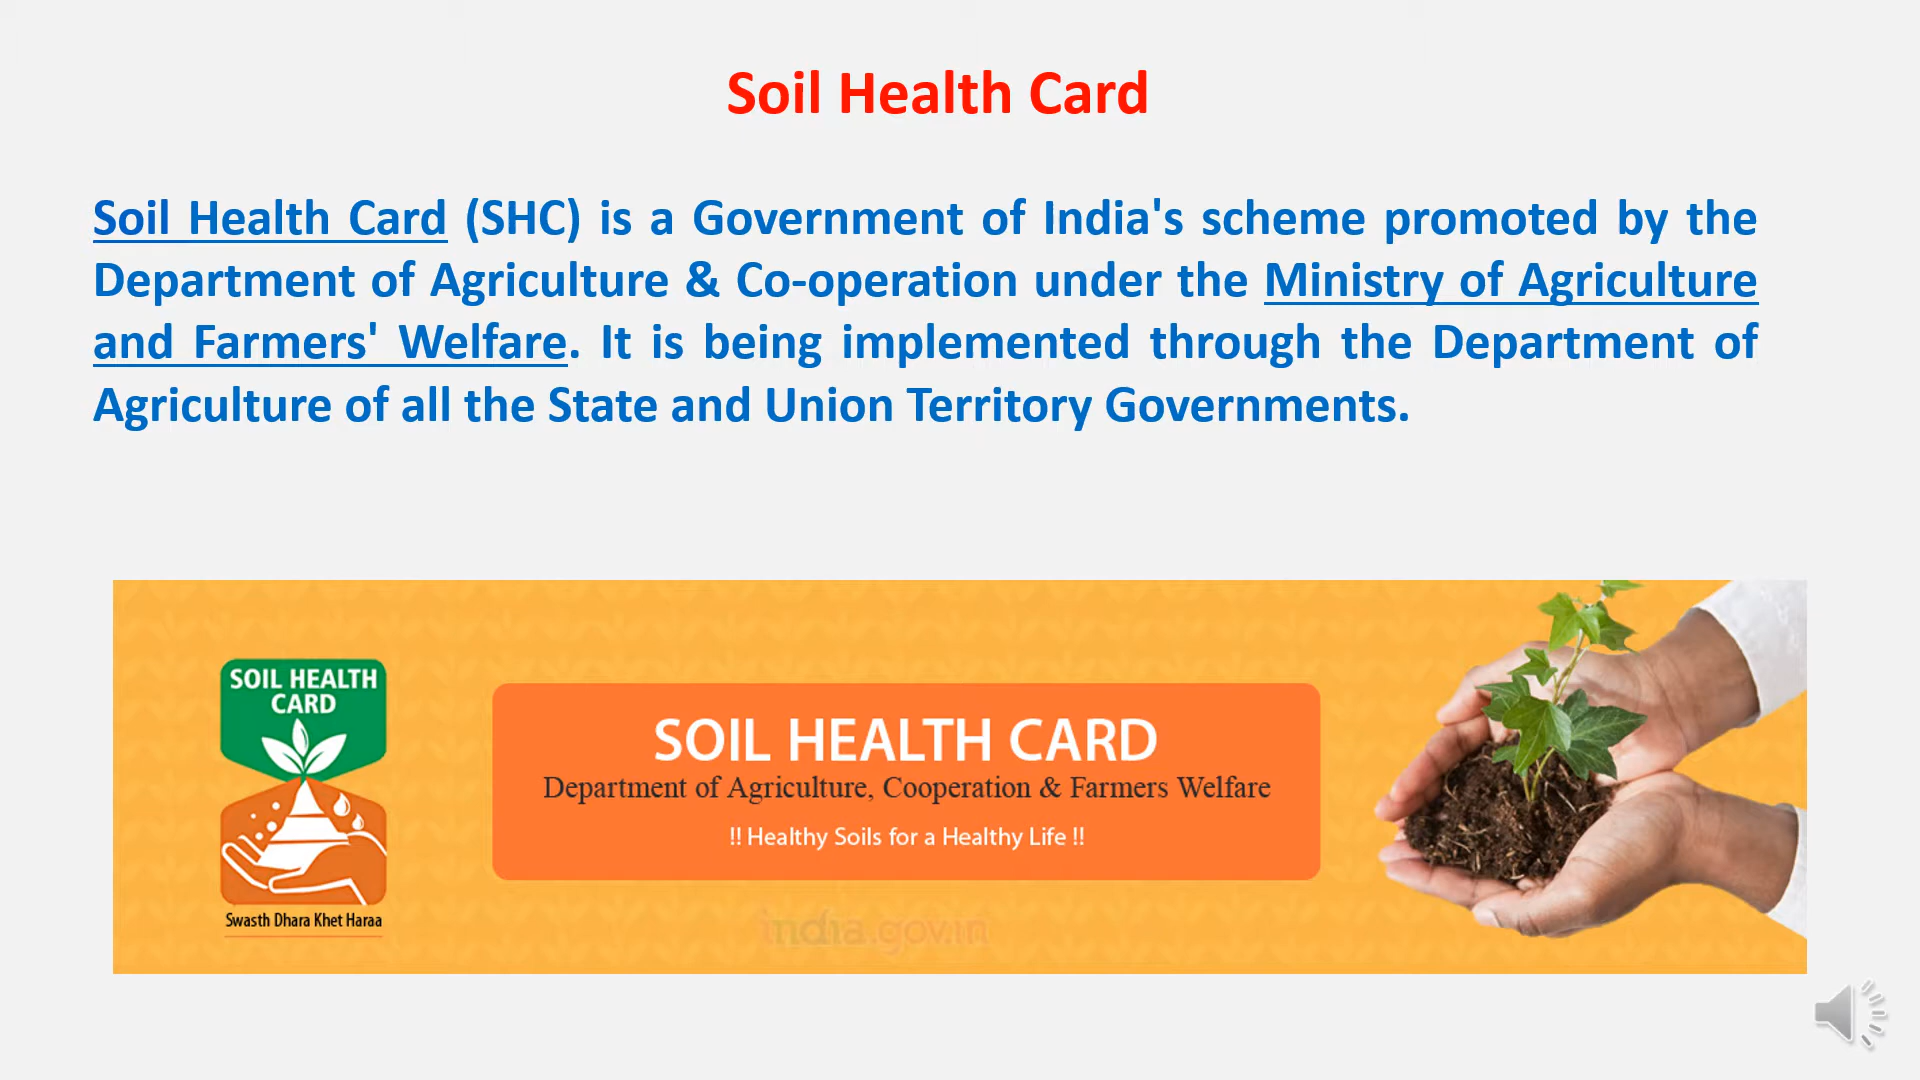 Soil Health Card
Soil Health Card (SHC) is a Government of India's scheme promoted by the
Department of Agriculture & Co-operation under the Ministry of Agriculture
and Farmers' Welfare. It is being implemented through the Department of
Agriculture of all the State and Union Territory Governments.
SOIL HEALTH
CARD
Swasth Dhara Khet Haraa
SOIL HEALTH CARD
Department of Agriculture, Cooperation & Farmers Welfare
!! Healthy Soils for a Healthy Life !!
india.gov.in